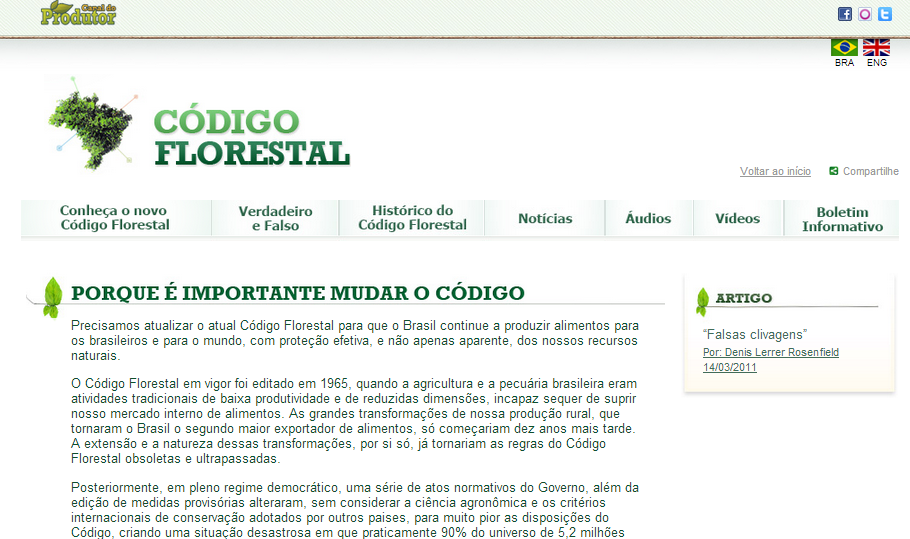 Canal do
Produtor
BRA ENG
CÓDIGO
FLORESTAL
Voltar ao início Compartilhe
Conheça o novo
Código Florestal
Verdadeiro
e Falso
Histórico do
Código Florestal
Notícias
Áudios
Vídeos
Boletim
Informativo
PORQUE É IMPORTANTE MUDAR O CÓDIGO
Precisamos atualizar o atual Código Florestal para que o Brasil continue a produzir alimentos para
os brasileiros e para o mundo, com proteção efetiva, e não apenas aparente, dos nossos recursos
naturais.
O Código Florestal em vigor foi editado em 1965, quando a agricultura e a pecuária brasileira eram
atividades tradicionais de baixa produtividade e de reduzidas dimensões, incapaz sequer de suprir
nosso mercado interno de alimentos. As grandes transformações de nossa produção rural, que
tornaram o Brasil o segundo maior exportador de alimentos, só começariam dez anos mais tarde.
A extensão e a natureza dessas transformações, por si só, já tornariam as regras do Código
Florestal obsoletas e ultrapassadas.
Posteriormente, em pleno regime democrático, uma série de atos normativos do Governo, além da
edição de medidas provisórias alteraram, sem considerar a ciência agronômica e os critérios
internacionais de conservação adotados por outros paises, para muito pior as disposições do
Código, criando uma situação desastrosa em que praticamente 90% do universo de 5,2 milhões
ARTIGO
“Falsas clivagens”
Por: Denis Lerrer Rosenfield
14/03/2011